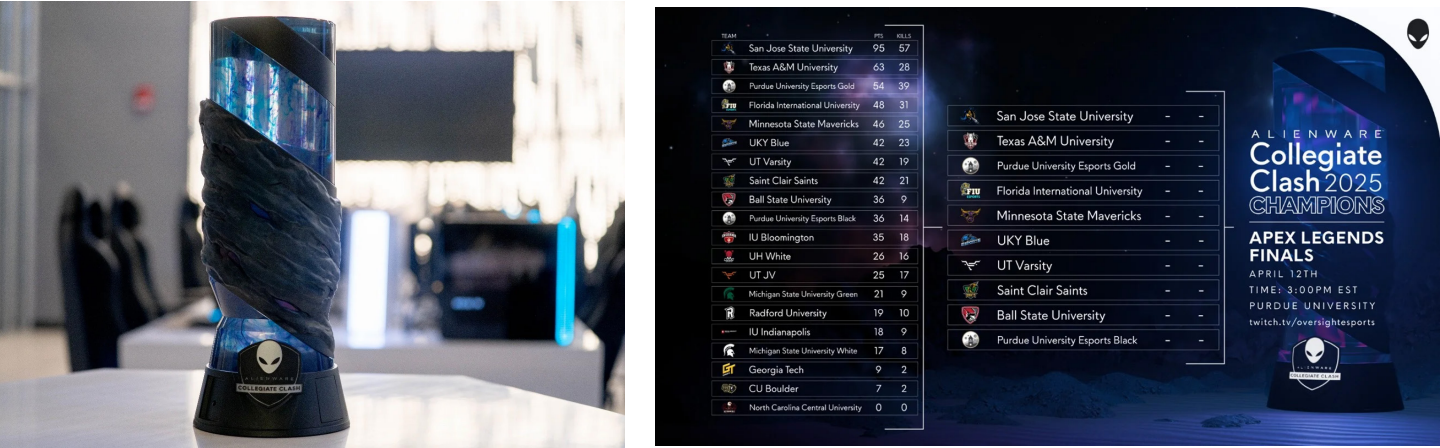 ALIENWARE
COLLEGIATE CLASH
TEAM PTS KILLS
San Jose State University 95 57
Texas A&M University 63 28
Purdue University Esports Gold 54 39
FIU Florida International University 48 31
Minnesota State Mavericks 46 25
UKY Blue 42 23
UT Varsity 42 19
Saint Clair Saints 42 21
Ball State University 36 9
Purdue University Esports Black 36 14
IU Bloomington 35 18
UH White 26 16
UT JV 25 17
Michigan State University Green 21 9
R Radford University 19 10
IU Indianapolis 18 9
Michigan State University White 17 8
GT Georgia Tech 9 2
CU Boulder 7 2
North Carolina Central University 0 0
San Jose State University - -
Texas A&M University - -
Purdue University Esports Gold - -
FIU Florida International University - -
Minnesota State Mavericks - -
UKY Blue - -
UT Varsity - -
Saint Clair Saints - -
Ball State University - -
Purdue University Esports Black - -
ALIENWARE
Collegiate
Clash 2025
CHAMPIONS
APEX LEGENDS
FINALS
APRIL 12TH
TIME: 3:00PM EST
PURDUE UNIVERSITY
twitch.tv/oversightesports
ALIENWARE
COLLEGIATE CLASH